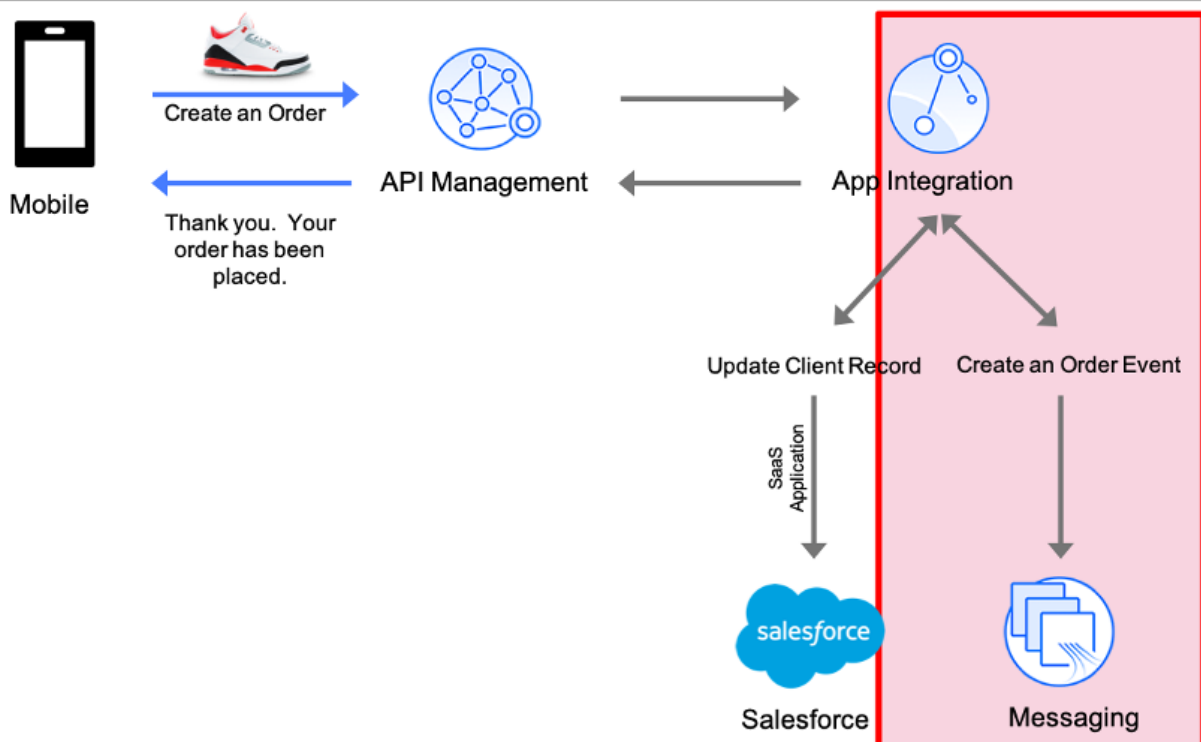 Create an Order
Mobile
API Management
App Integration
Thank you.  Your
order has been
placed.
Update Client Record
Create an Order Event
SaaS
Application
salesforce
Salesforce
Messaging